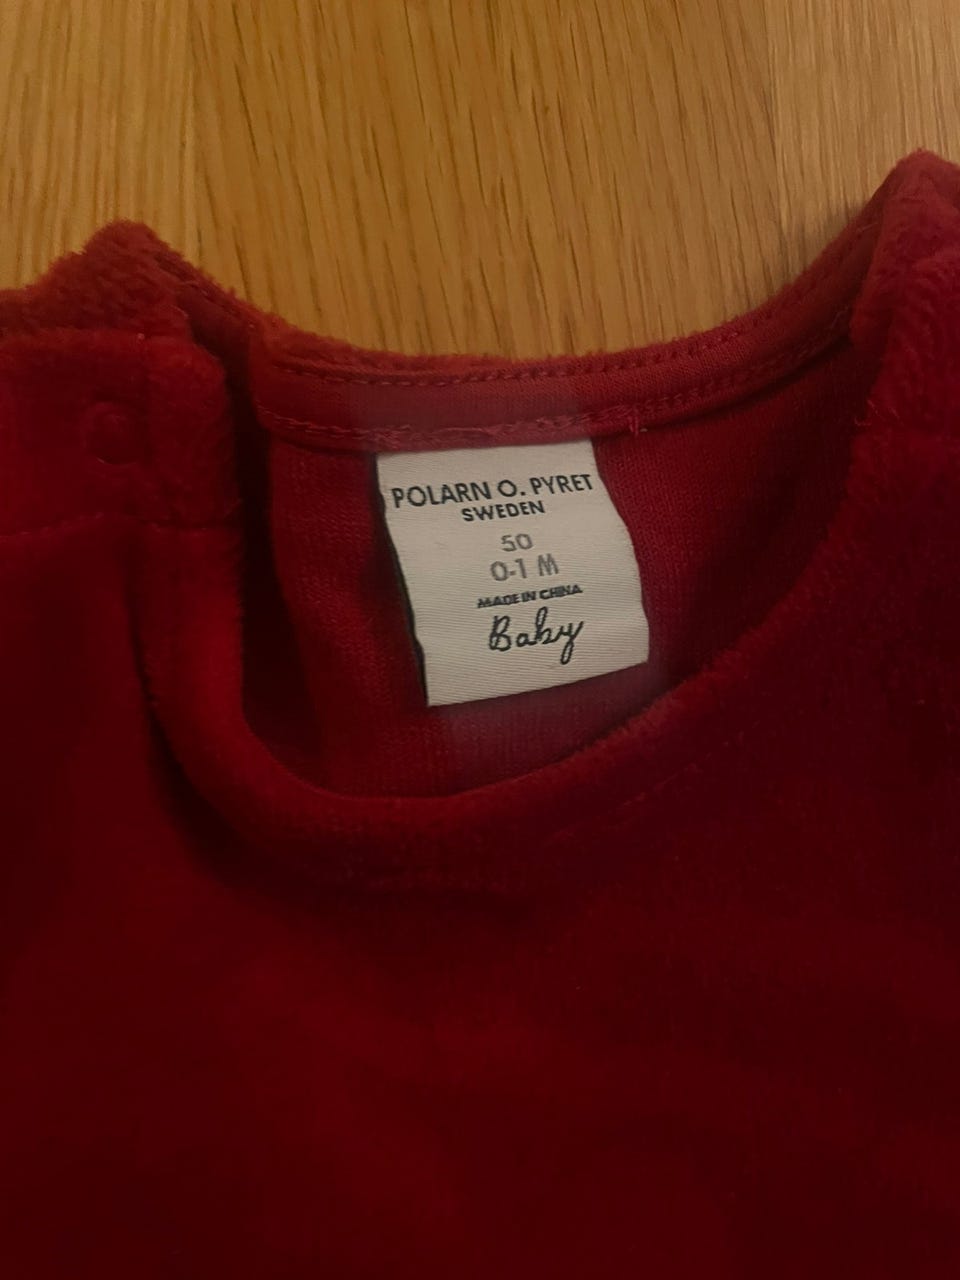 POLARN O. PYRET
SWEDEN
50
0-1 M
MADE IN CHINA
Baby